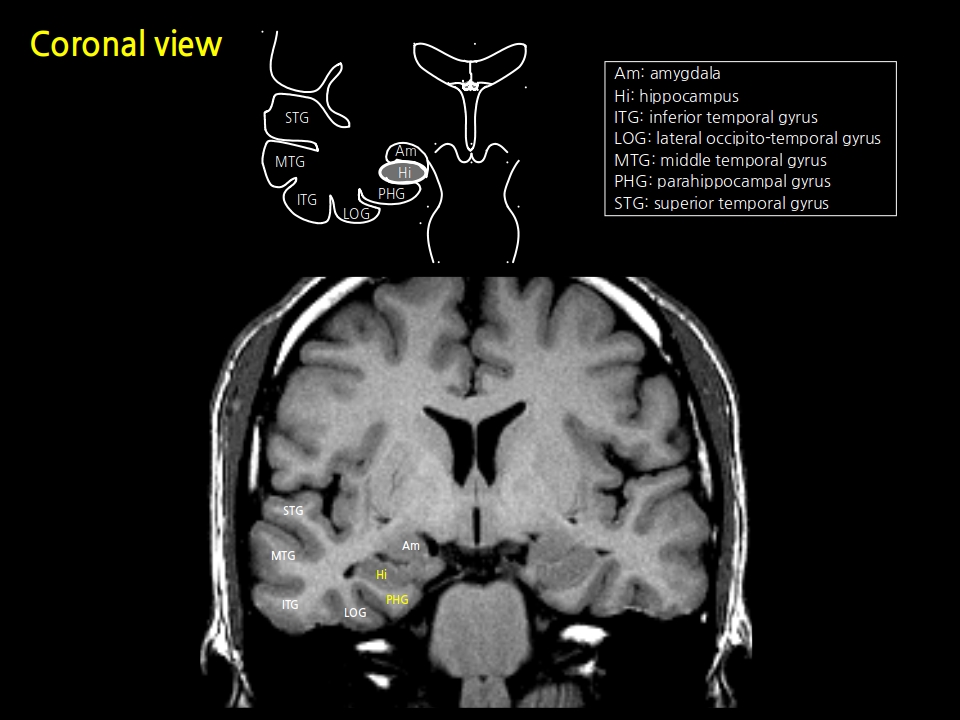 Coronal view
STG
MTG
ITG
LOG
PHG
Hi
Am
Am: amygdala
Hi: hippocampus
ITG: inferior temporal gyrus
LOG: lateral occipito-temporal gyrus
MTG: middle temporal gyrus
PHG: parahippocampal gyrus
STG: superior temporal gyrus
STG
MTG
ITG
LOG
PHG
Hi
Am